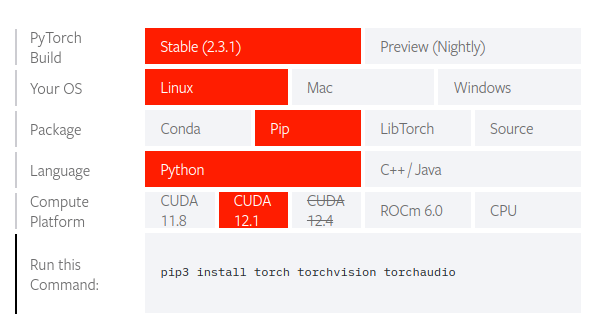 PyTorch Build
Stable (2.3.1)
Preview (Nightly)
Your OS
Linux
Mac
Windows
Package
Conda
Pip
LibTorch
Source
Language
Python
C++ / Java
Compute Platform
CUDA 11.8
CUDA 12.1
CUDA 12.4
ROCm 6.0
CPU
Run this Command:
pip3 install torch torchvision torchaudio